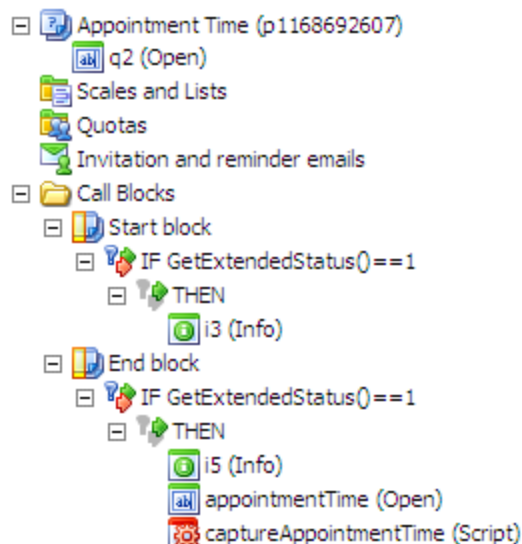 Appointment Time (p1168692607)
q2 (Open)
Scales and Lists
Quotas
Invitation and reminder emails
Call Blocks
Start block
IF GetExtendedStatus()==1
THEN
i3 (Info)
End block
IF GetExtendedStatus()==1
THEN
i5 (Info)
appointmentTime (Open)
captureAppointmentTime (Script)